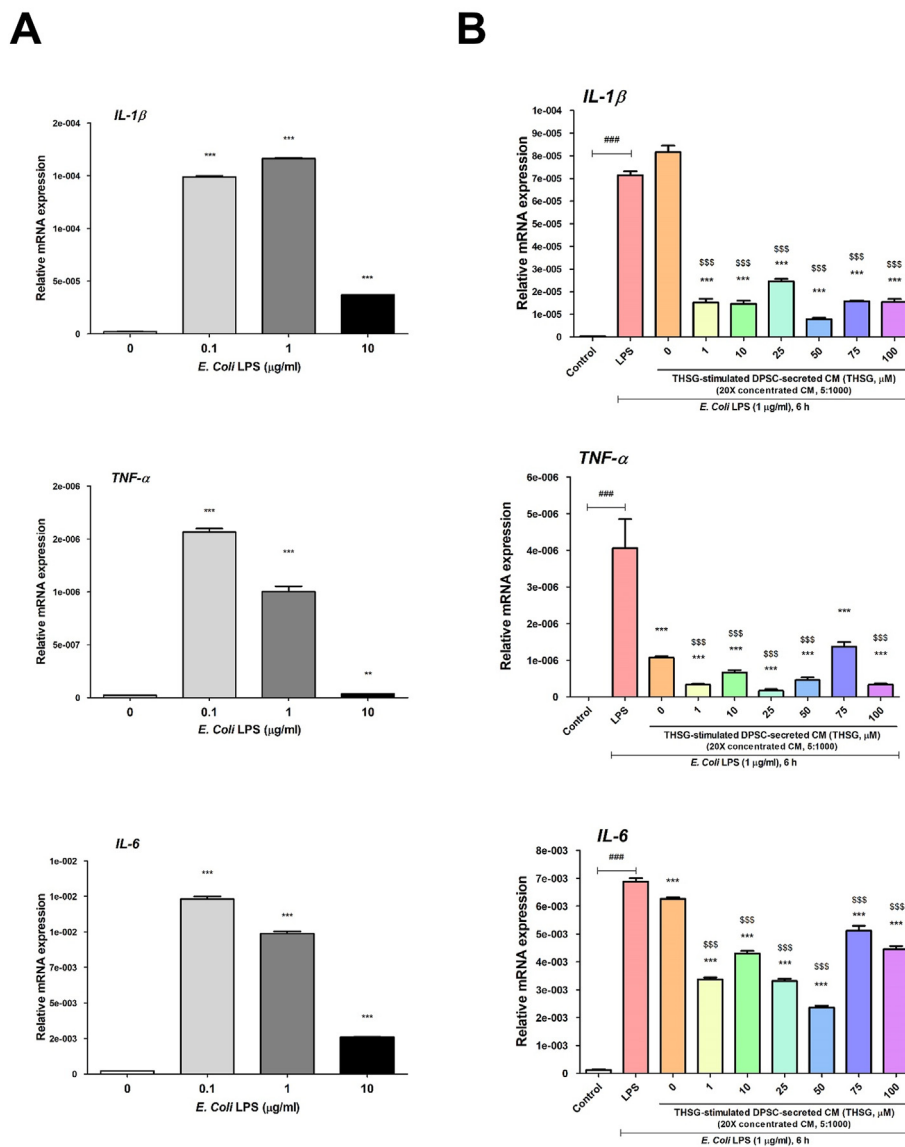 A
IL-1β
Relative mRNA expression
2e-004
1e-004
1e-004
5e-005
0
***
***
***
0 0.1 1 10
E. Coli LPS (μg/ml)
TNF-α
Relative mRNA expression
2e-006
2e-006
1e-006
5e-007
0
***
***
**
0 0.1 1 10
E. Coli LPS (μg/ml)
IL-6
Relative mRNA expression
1e-002
1e-002
1e-002
7e-003
5e-003
2e-003
0
***
***
***
0 0.1 1 10
E. Coli LPS (μg/ml)
B
IL-1β
Relative mRNA expression
1e-004
9e-005
8e-005
7e-005
6e-005
5e-005
4e-005
3e-005
2e-005
1e-005
0
###
$$$ $$$ $$$ $$$ $$$ $$$
*** *** *** *** *** ***
Control LPS 0 1 10 25 50 75 100
THSG-stimulated DPSC-secreted CM (THSG, μM)
(20X concentrated CM, 5:1000)
E. Coli LPS (1 μg/ml), 6 h
TNF-α
Relative mRNA expression
6e-006
5e-006
4e-006
3e-006
2e-006
1e-006
0
###
$$$ $$$ $$$ $$$ $$$
*** *** *** *** *** *** ***
Control LPS 0 1 10 25 50 75 100
THSG-stimulated DPSC-secreted CM (THSG, μM)
(20X concentrated CM, 5:1000)
E. Coli LPS (1 μg/ml), 6 h
IL-6
Relative mRNA expression
8e-003
7e-003
6e-003
5e-003
4e-003
3e-003
2e-003
1e-003
0
###
$$$ $$$ $$$ $$$ $$$ $$$
*** *** *** *** *** *** ***
Control LPS 0 1 10 25 50 75 100
THSG-stimulated DPSC-secreted CM (THSG, μM)
(20X concentrated CM, 5:1000)
E. Coli LPS (1 μg/ml), 6 h